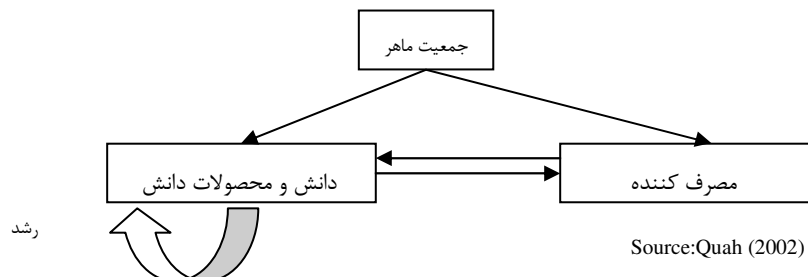 جمعیت ماهر
دانش و محصولات دانش
مصرف کننده
رشد
Source:Quah (2002)